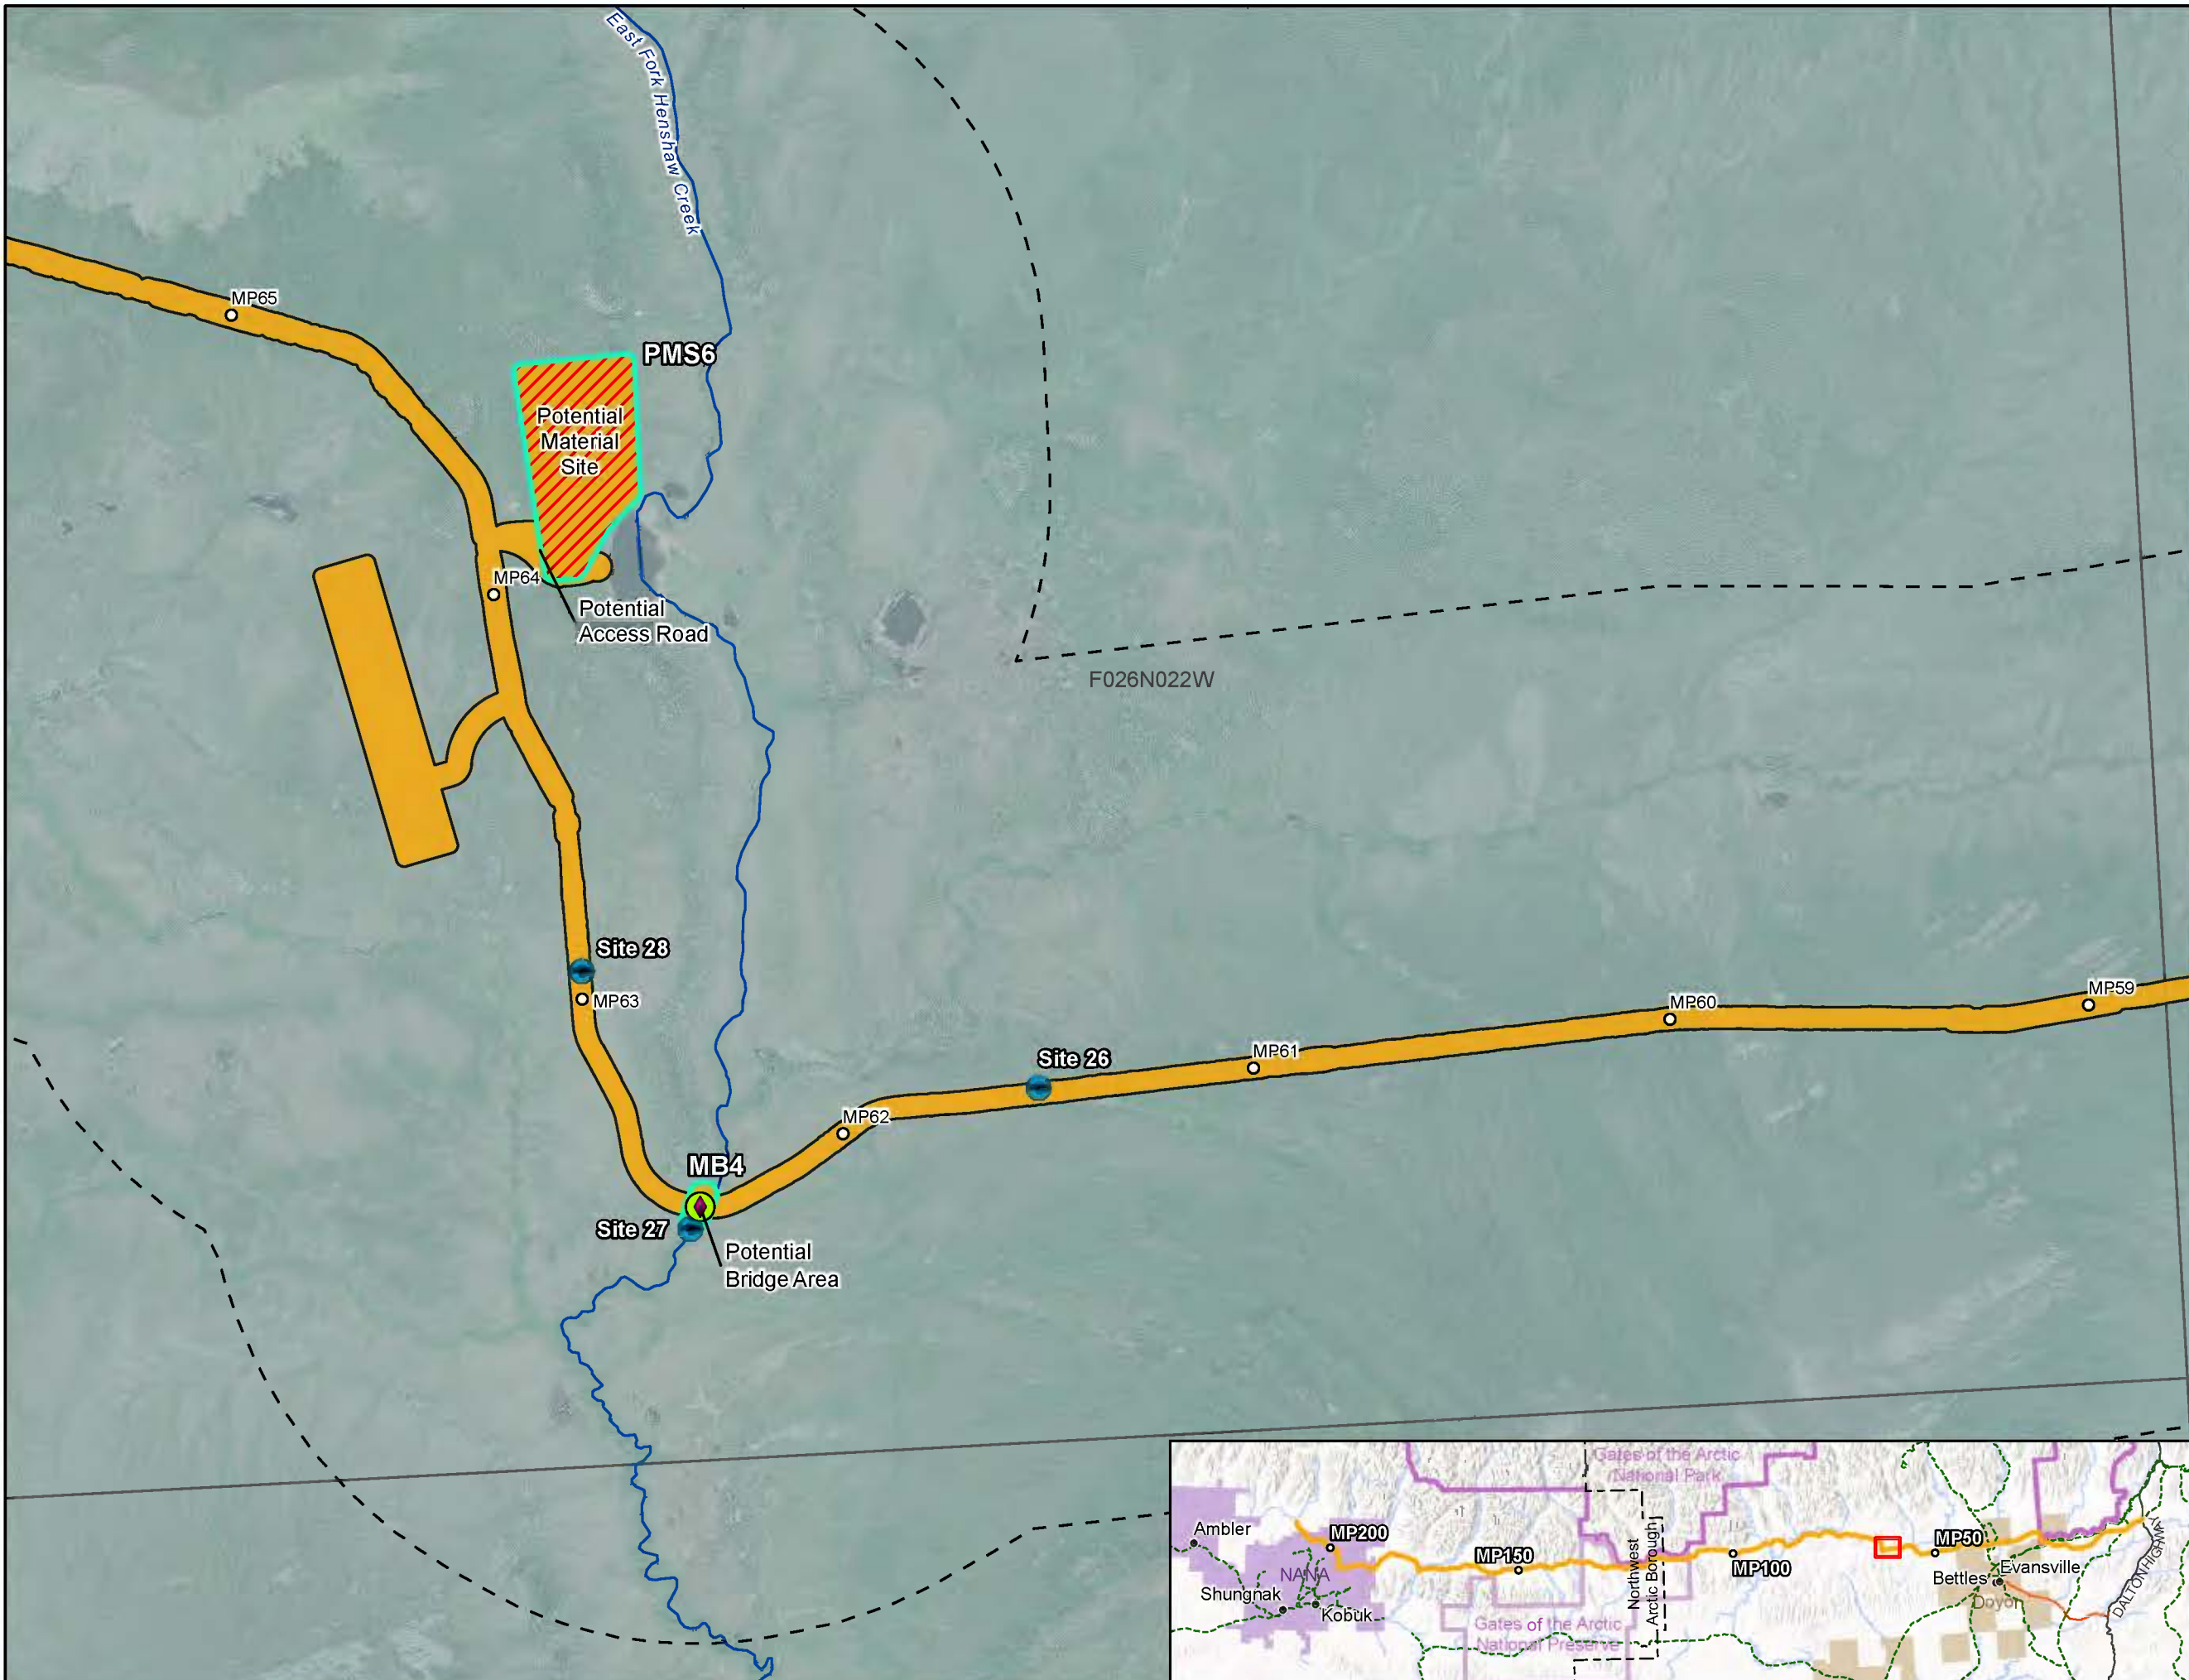 East Fork Henshaw Creek
MP65
PMS6
Potential
Material
Site
MP64
Potential
Access Road
F026N022W
Site 28
MP63
MP59
MP60
MP61
Site 26
MP62
MB4
Site 27
Potential
Bridge Area
Gates of the Arctic
National Park
Ambler
MP200
MP150
Northwest
Arctic Borough
MP100
MP50
Evansville
Bettles
Doyon
NANA
Shungnak
Kobuk
Gates of the Arctic
National Preserve
DALTON HIGHWAY